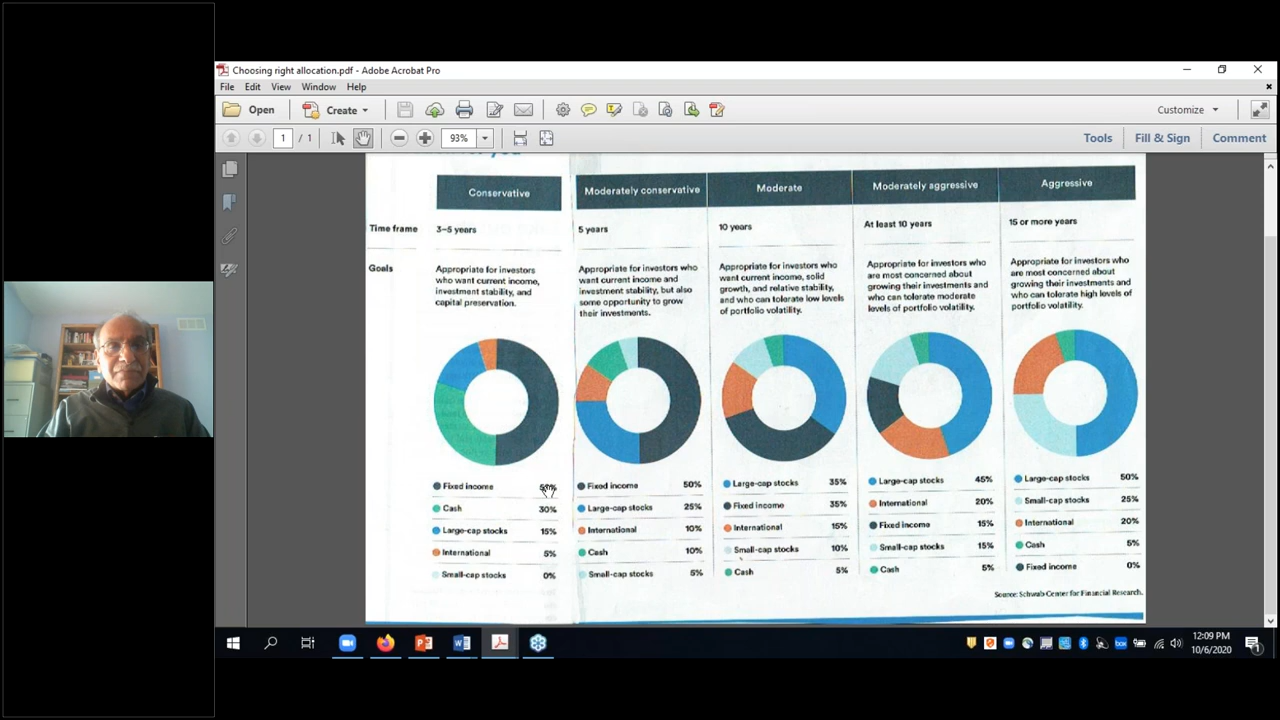 Choosing right allocation.pdf - Adobe Acrobat Pro
File Edit View Window Help
Open Create Customize
1 / 1 93% Tools Fill & Sign Comment
you
Conservative Moderately conservative Moderate Moderately aggressive Aggressive
Time frame 3–5 years 5 years 10 years At least 10 years 15 or more years
Goals
Appropriate for investors
who want current income,
investment stability, and
capital preservation.
Appropriate for investors who
want current income and
investment stability, but also
some opportunity to grow
their investments.
Appropriate for investors who
want current income, solid
growth, and relative stability,
and who can tolerate low levels
of portfolio volatility.
Appropriate for investors who
are most concerned about
growing their investments and
who can tolerate moderate
levels of portfolio volatility.
Appropriate for investors who
are most concerned about
growing their investments and
who can tolerate high levels of
portfolio volatility.
Fixed income
Cash 30%
Large-cap stocks 15%
International 5%
Small-cap stocks 0%
Fixed income 50%
Large-cap stocks 25%
International 10%
Cash 10%
Small-cap stocks 5%
Large-cap stocks 35%
Fixed income 35%
International 15%
Small-cap stocks 10%
Cash 5%
Large-cap stocks 45%
International 20%
Fixed income 15%
Small-cap stocks 15%
Cash 5%
Large-cap stocks 50%
Small-cap stocks 25%
International 20%
Cash 5%
Fixed income 0%
Source: Schwab Center for Financial Research.
12:09 PM
10/6/2020